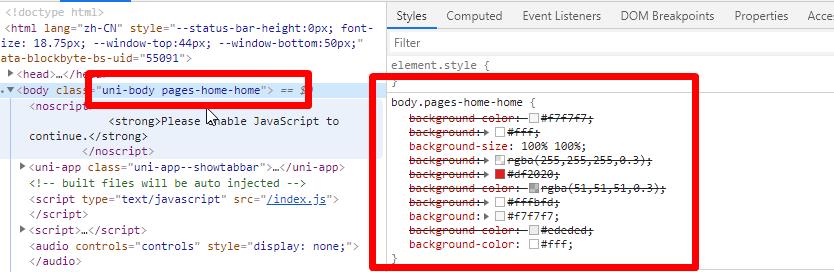 <!doctype html>
<html lang="zh-CN" style="--status-bar-height:0px; font-
ize: 18.75px; --window-top:44px; --window-bottom:50px;"
ata-blockbyte-bs-uid="55091">
<head>…</head>
<body class="uni-body pages-home-home"> == $
<noscript>
<strong>Please enable JavaScript to
continue.</strong>
</noscript>
<uni-app class="uni-app--showtabbar">…</uni-app>
<!-- built files will be auto injected -->
<script type="text/javascript" src="/index.js">
</script>
<script>…</script>
<audio controls="controls" style="display: none;">
</audio>
Styles Computed Event Listeners DOM Breakpoints Properties Acces
Filter
element.style {
}
body.pages-home-home {
background-color: #f7f7f7;
background: #fff;
background-size: 100% 100%;
background: rgba(255,255,255,0.3);
background: #df2020;
background-color: rgba(51,51,51,0.3);
background: #fffbfd;
background: #f7f7f7;
background-color: #ededed;
background-color: #fff;
}